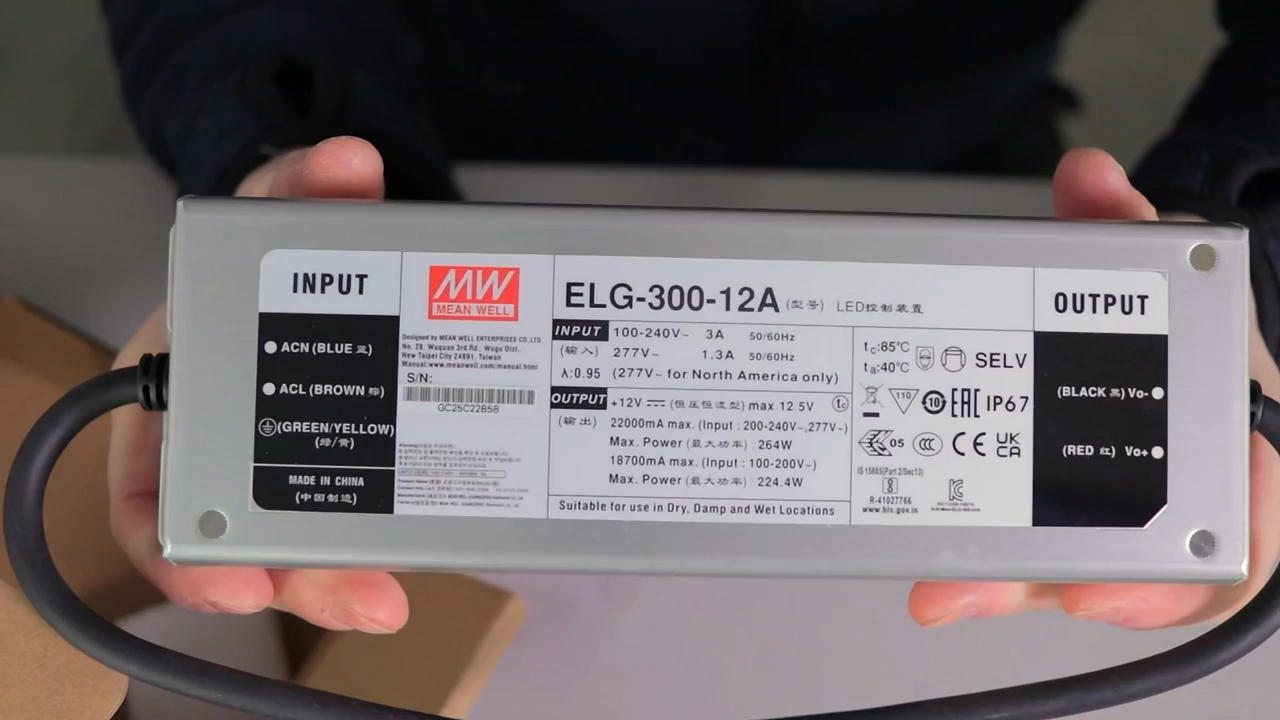 INPUT
ACN (BLUE 蓝)
ACL (BROWN 棕)
(GREEN/YELLOW)
(绿/黄)
MADE IN CHINA
(中国制造)
MW
MEAN WELL
Designed by MEAN WELL ENTERPRISES CO.,LTD.
No. 28, Wuquan 3rd Rd., Wugu Dist.,
New Taipei City 24891, Taiwan
Manual:www.meanwell.com/manual.html
S/N:
GC25C22858
ELG-300-12A (型号) LED控制装置
INPUT 100-240V~ 3A 50/60Hz
(输入) 277V~ 1.3A 50/60Hz
λ:0.95 (277V~ for North America only)
OUTPUT +12V ⎓ (恒压恒流型) max.12.5V tc
(输出) 22000mA max. (Input : 200-240V~,277V~)
Max. Power (最大功率) : 264W
18700mA max. (Input : 100-200V~)
Max. Power (最大功率) : 224.4W
Suitable for use in Dry, Damp and Wet Locations
tc:85℃
ta:40℃
SELV
110
10
EAC
IP67
05
CCC
CE
UK
CA
IS 15885(Part 2/Sec13)
R-41027766
www.bis.gov.in
OUTPUT
(BLACK 黑) Vo-
(RED 红) Vo+